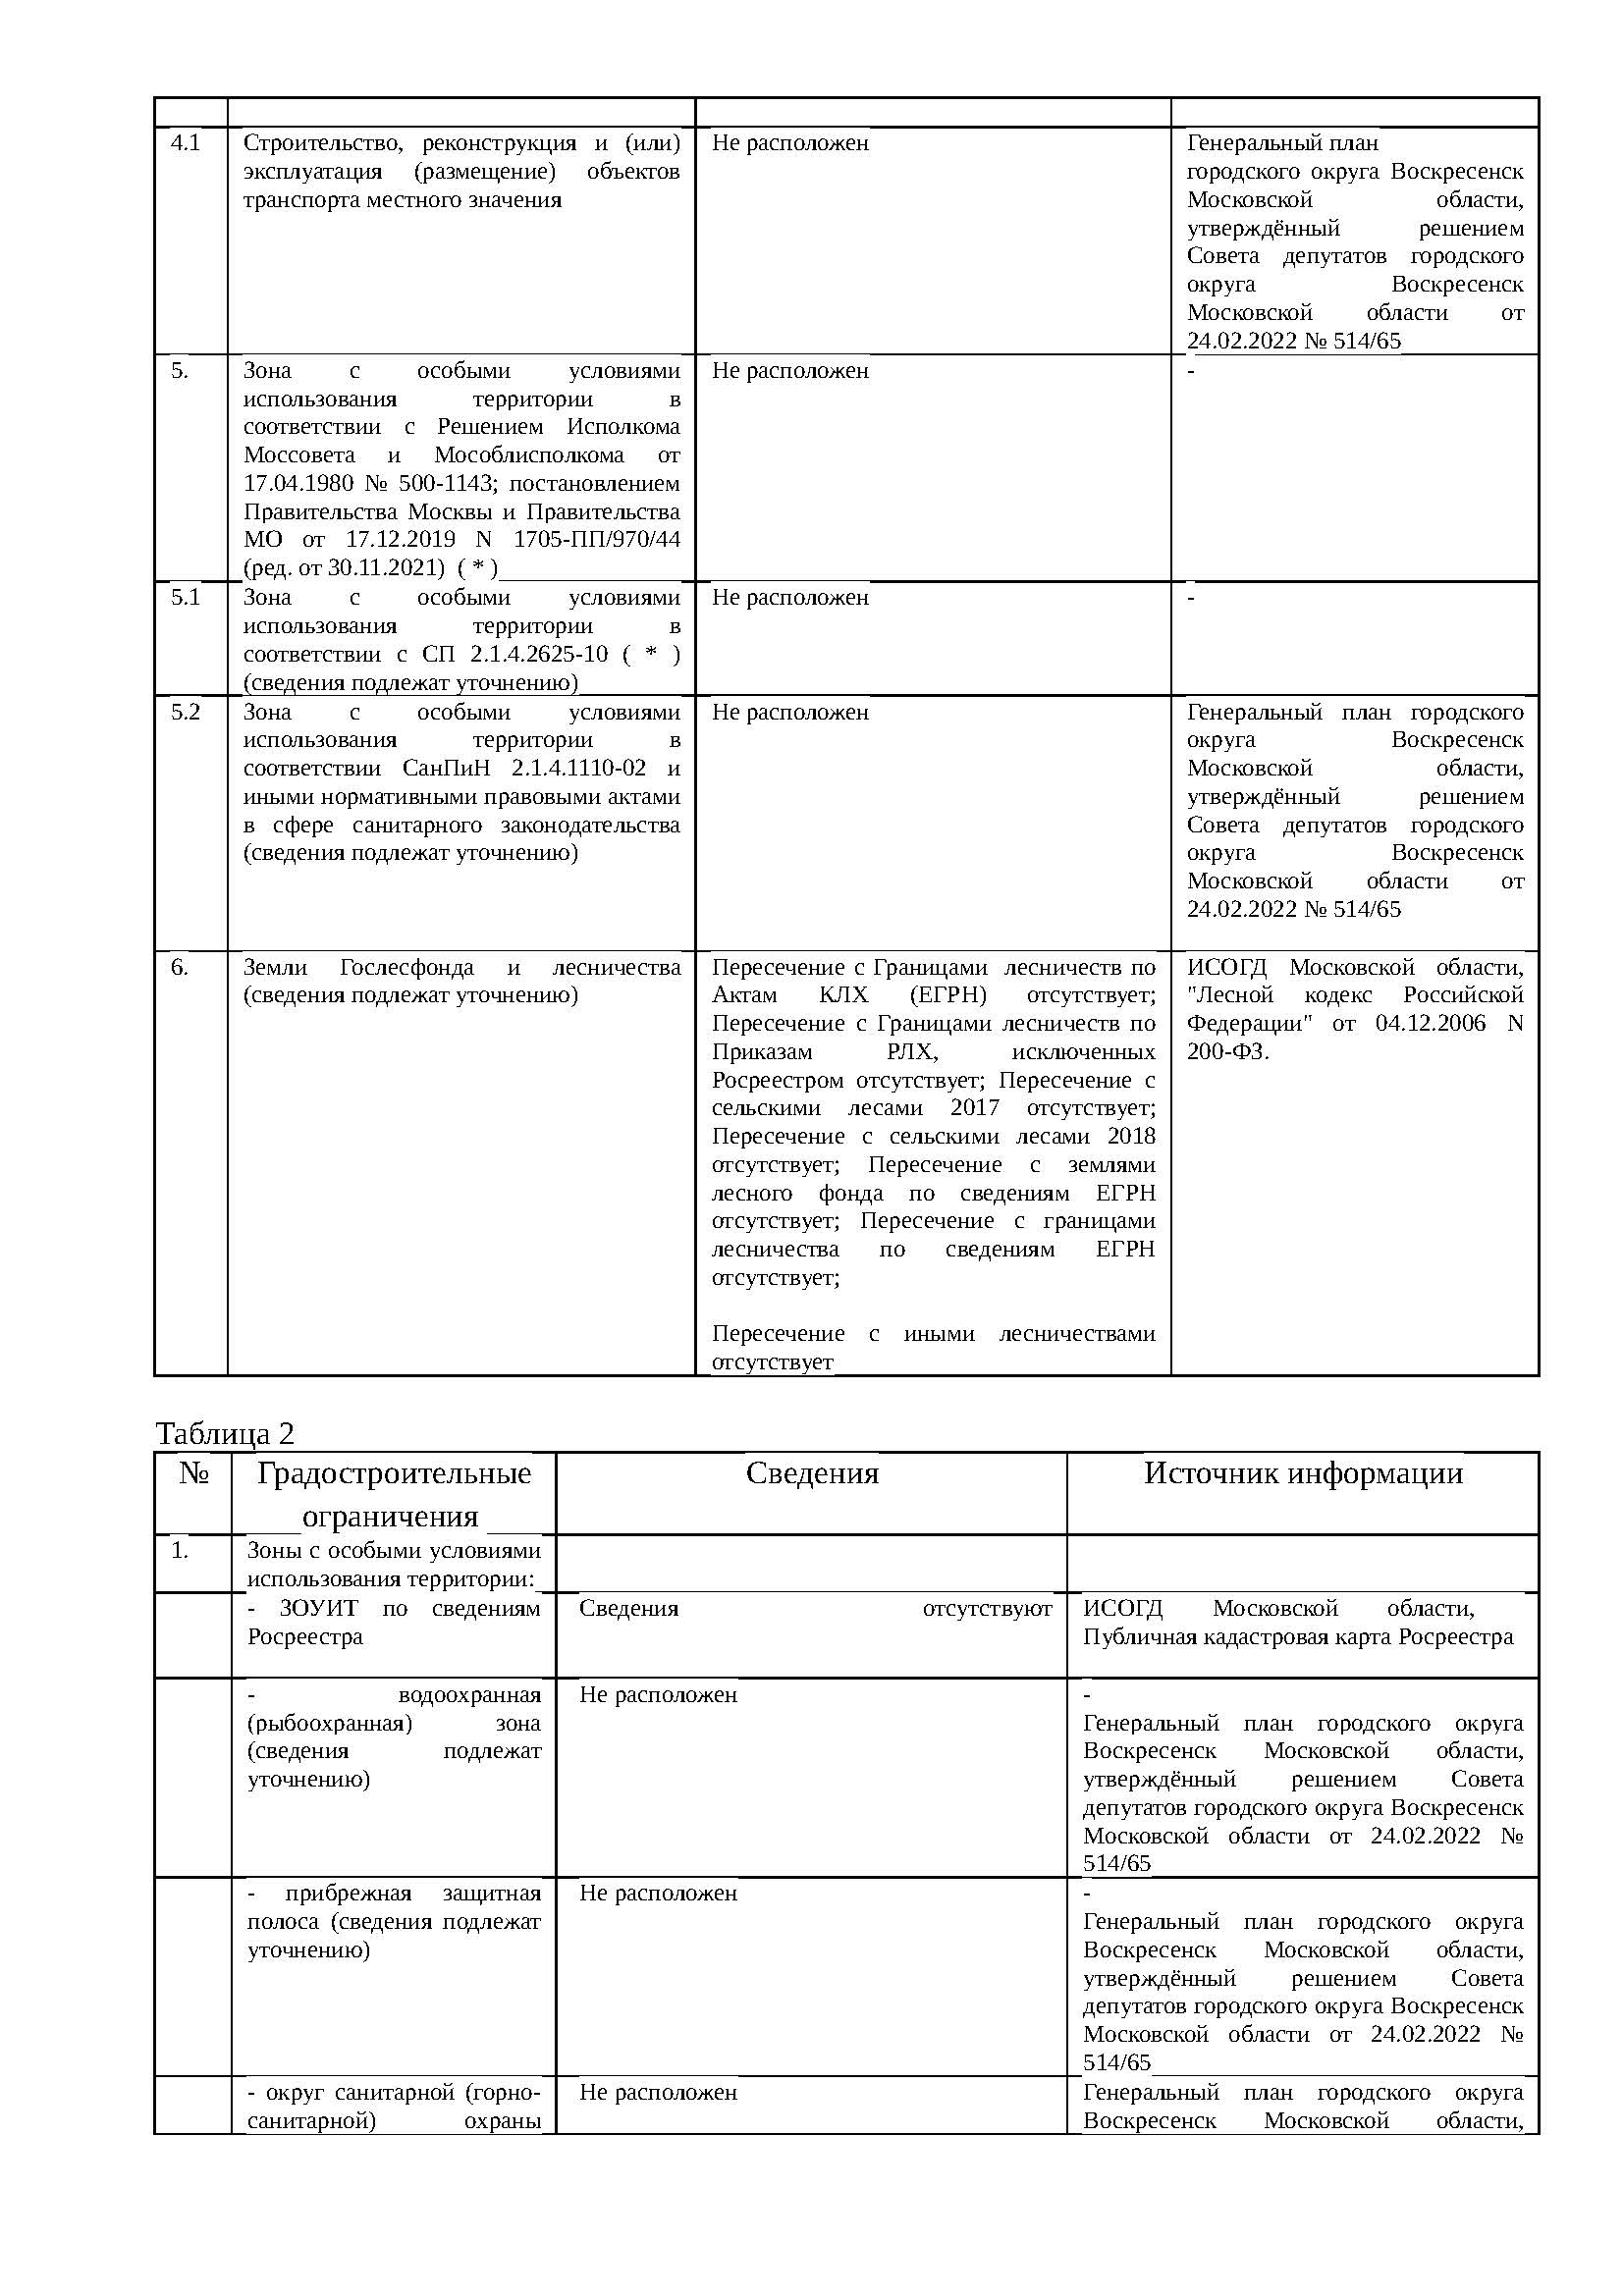 4.1
Строительство, реконструкция и (или)
эксплуатация (размещение) объектов
транспорта местного значения
Не расположен
Генеральный план
городского округа Воскресенск
Московской области,
утверждённый решением
Совета депутатов городского
округа Воскресенск
Московской области от
24.02.2022 № 514/65
5.
Зона с особыми условиями
использования территории в
соответствии с Решением Исполкома
Моссовета и Мособлисполкома от
17.04.1980 № 500-1143; постановлением
Правительства Москвы и Правительства
МО от 17.12.2019 N 1705-ПП/970/44
(ред. от 30.11.2021) ( * )
Не расположен
-
5.1
Зона с особыми условиями
использования территории в
соответствии с СП 2.1.4.2625-10 ( * )
(сведения подлежат уточнению)
Не расположен
-
5.2
Зона с особыми условиями
использования территории в
соответствии СанПиН 2.1.4.1110-02 и
иными нормативными правовыми актами
в сфере санитарного законодательства
(сведения подлежат уточнению)
Не расположен
Генеральный план городского
округа Воскресенск
Московской области,
утверждённый решением
Совета депутатов городского
округа Воскресенск
Московской области от
24.02.2022 № 514/65
6.
Земли Гослесфонда и лесничества
(сведения подлежат уточнению)
Пересечение с Границами лесничеств по
Актам КЛХ (ЕГРН) отсутствует;
Пересечение с Границами лесничеств по
Приказам РЛХ, исключенных
Росреестром отсутствует; Пересечение с
сельскими лесами 2017 отсутствует;
Пересечение с сельскими лесами 2018
отсутствует; Пересечение с землями
лесного фонда по сведениям ЕГРН
отсутствует; Пересечение с границами
лесничества по сведениям ЕГРН
отсутствует;
Пересечение с иными лесничествами
отсутствует
ИСОГД Московской области,
"Лесной кодекс Российской
Федерации" от 04.12.2006 N
200-ФЗ.
Таблица 2
№
Градостроительные
ограничения
Сведения
Источник информации
1.
Зоны с особыми условиями
использования территории:
- ЗОУИТ по сведениям
Росреестра
Сведения отсутствуют
ИСОГД Московской области,
Публичная кадастровая карта Росреестра
- водоохранная
(рыбоохранная) зона
(сведения подлежат
уточнению)
Не расположен
-
Генеральный план городского округа
Воскресенск Московской области,
утверждённый решением Совета
депутатов городского округа Воскресенск
Московской области от 24.02.2022 №
514/65
- прибрежная защитная
полоса (сведения подлежат
уточнению)
Не расположен
-
Генеральный план городского округа
Воскресенск Московской области,
утверждённый решением Совета
депутатов городского округа Воскресенск
Московской области от 24.02.2022 №
514/65
- округ санитарной (горно-
санитарной) охраны
Не расположен
Генеральный план городского округа
Воскресенск Московской области,